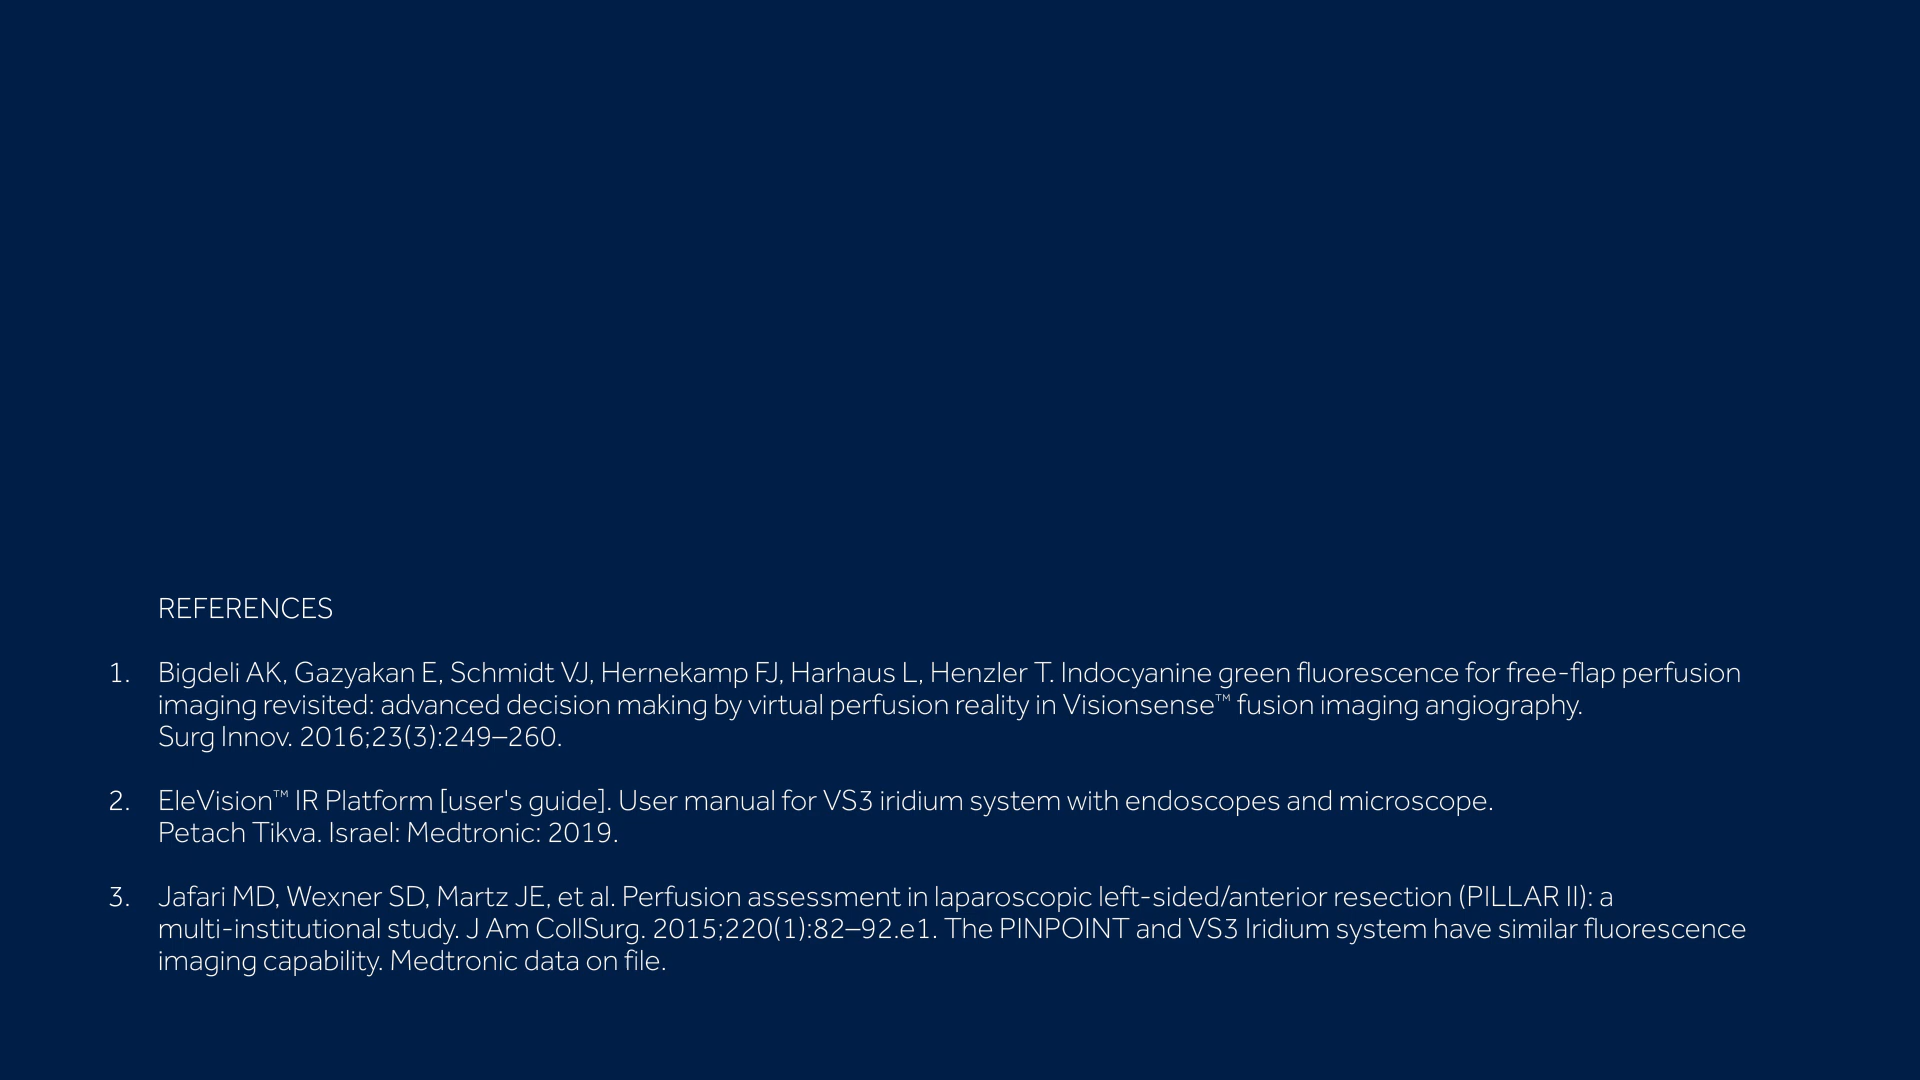 REFERENCES
1. Bigdeli AK, Gazyakan E, Schmidt VJ, Hernekamp FJ, Harhaus L, Henzler T. Indocyanine green fluorescence for free-flap perfusion
imaging revisited: advanced decision making by virtual perfusion reality in Visionsense™ fusion imaging angiography.
Surg Innov. 2016;23(3):249–260.
2. EleVision™ IR Platform [user's guide]. User manual for VS3 iridium system with endoscopes and microscope.
Petach Tikva. Israel: Medtronic: 2019.
3. Jafari MD, Wexner SD, Martz JE, et al. Perfusion assessment in laparoscopic left-sided/anterior resection (PILLAR II): a
multi-institutional study. J Am CollSurg. 2015;220(1):82–92.e1. The PINPOINT and VS3 Iridium system have similar fluorescence
imaging capability. Medtronic data on file.